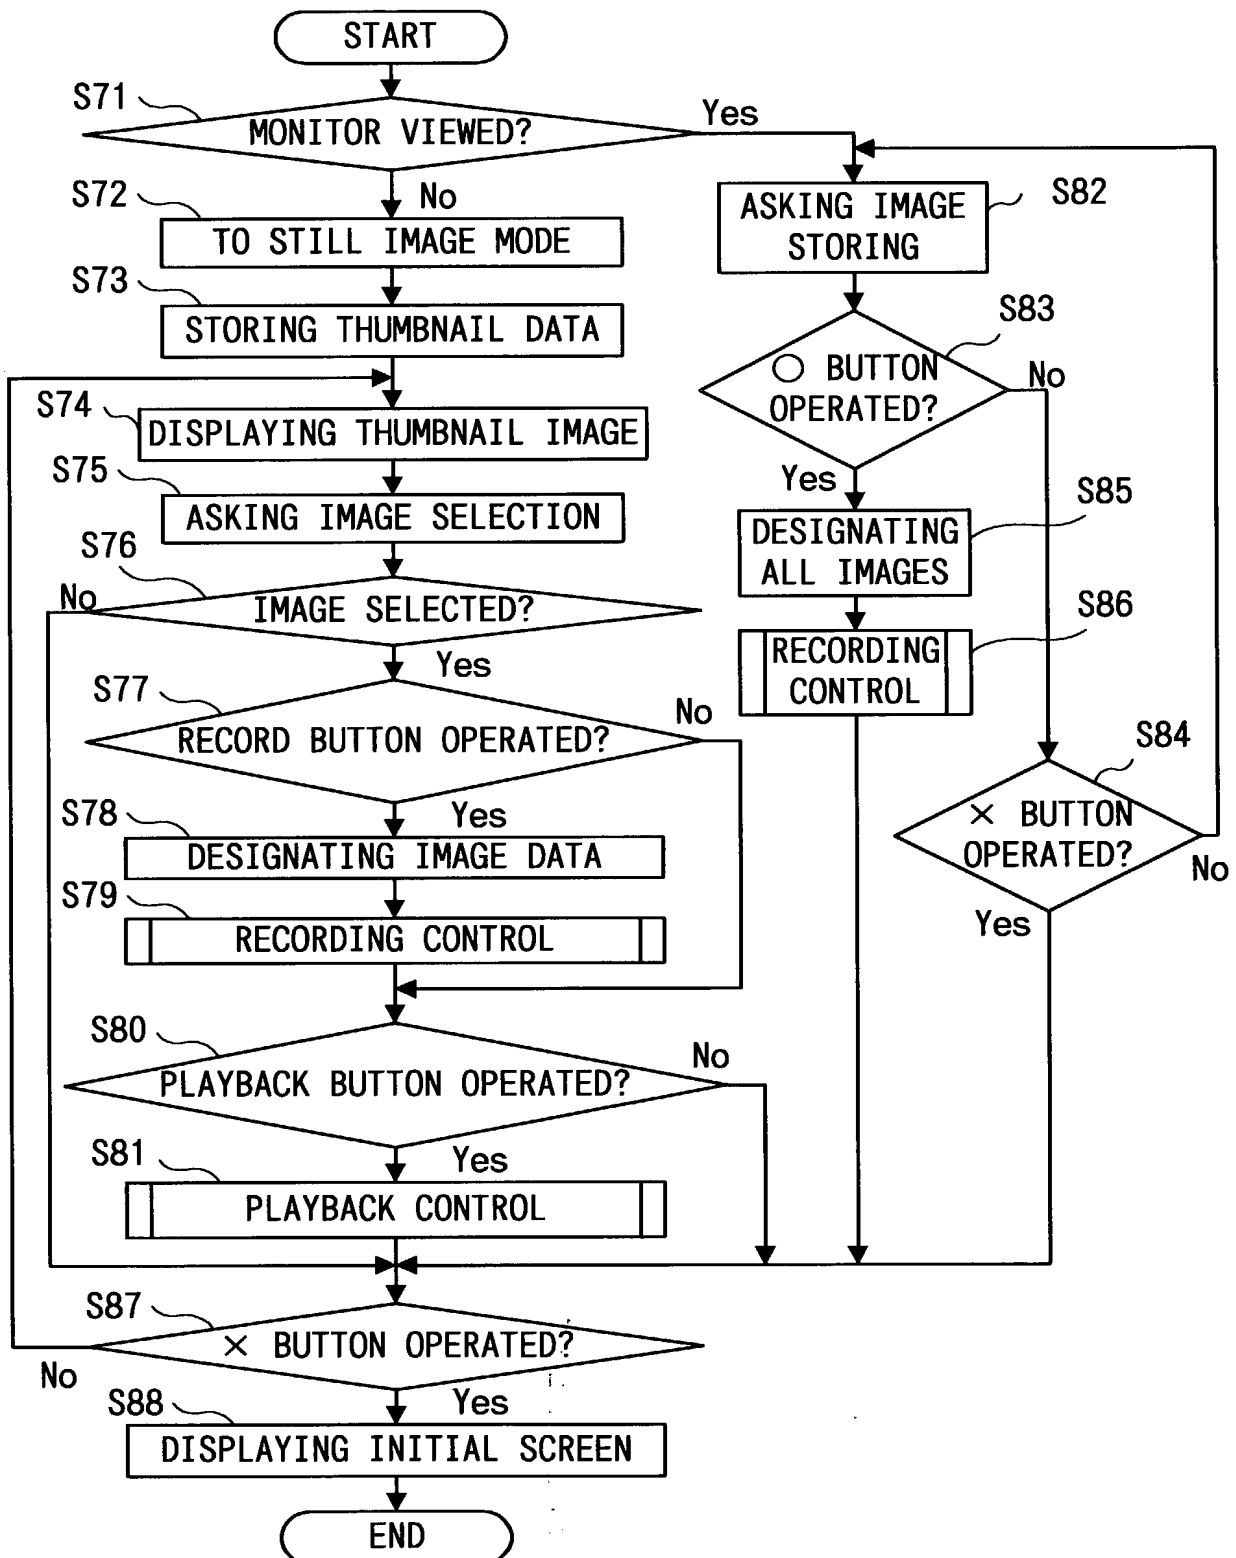 START
S71
MONITOR VIEWED?
Yes
No
S72
TO STILL IMAGE MODE
S73
STORING THUMBNAIL DATA
S74
DISPLAYING THUMBNAIL IMAGE
S75
ASKING IMAGE SELECTION
S76
No
IMAGE SELECTED?
Yes
S77
RECORD BUTTON OPERATED?
No
Yes
S78
DESIGNATING IMAGE DATA
S79
RECORDING CONTROL
S80
PLAYBACK BUTTON OPERATED?
No
Yes
S81
PLAYBACK CONTROL
S82
ASKING IMAGE
STORING
S83
○ BUTTON
OPERATED?
No
Yes
S85
DESIGNATING
ALL IMAGES
S86
RECORDING
CONTROL
S84
× BUTTON
OPERATED?
No
Yes
S87
× BUTTON OPERATED?
No
Yes
S88
DISPLAYING INITIAL SCREEN
END